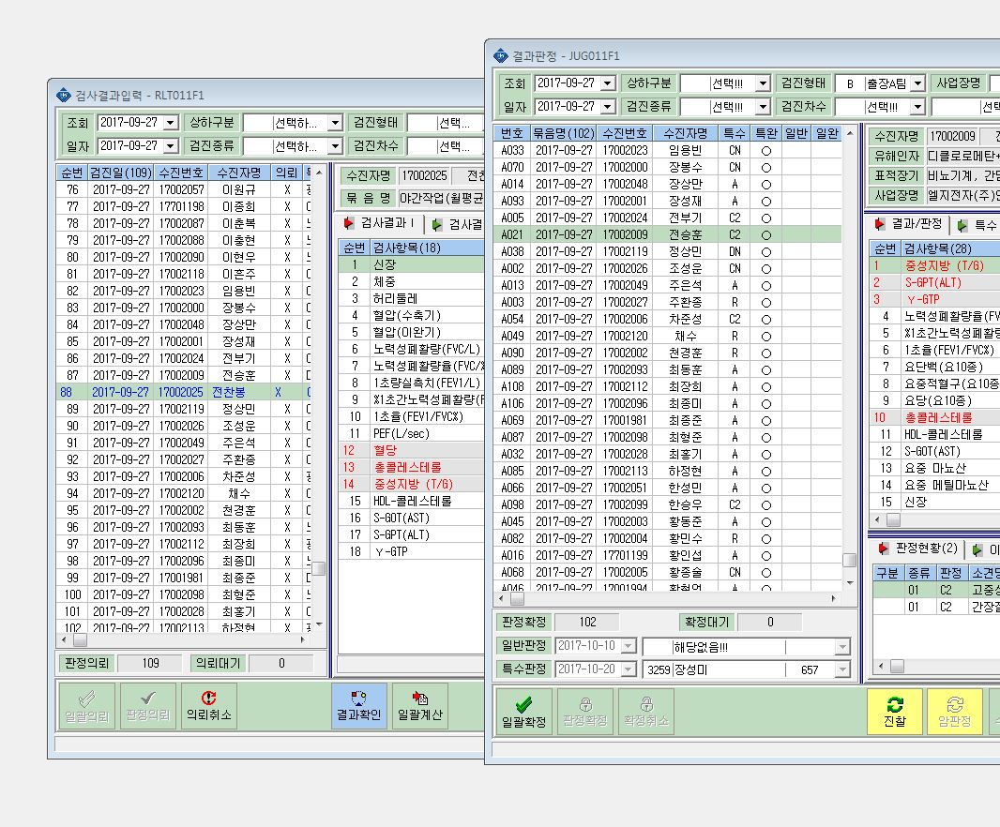 검사결과입력 - RLT011F1
조회 2017-09-27 상하구분 선택하... 검진형태 선택...
일자 2017-09-27 검진종류 선택하... 검진차수 선택...
순번 검진일(109) 수진번호 수진자명 의뢰
76 2017-09-27 17002057 이원규 X
77 2017-09-27 17701198 이종희 X
78 2017-09-27 17002087 이춘복 X
79 2017-09-27 17002088 이충현 X
80 2017-09-27 17002090 이현우 X
81 2017-09-27 17002118 이흔주 X
82 2017-09-27 17002023 임용빈 X
83 2017-09-27 17002000 장봉수 X
84 2017-09-27 17002048 장상만 X
85 2017-09-27 17002001 장성재 X
86 2017-09-27 17002024 전부기 X
87 2017-09-27 17002009 전승훈 X
88 2017-09-27 17002025 전찬봉 X
89 2017-09-27 17002119 정상민 X
90 2017-09-27 17002026 조성운 X
91 2017-09-27 17002049 주은석 X
92 2017-09-27 17002027 주환종 X
93 2017-09-27 17002006 차준성 X
94 2017-09-27 17002120 채수 X
95 2017-09-27 17002002 천경훈 X
96 2017-09-27 17002093 최동훈 X
97 2017-09-27 17002112 최장희 X
98 2017-09-27 17002096 최종미 X
99 2017-09-27 17001981 최종준 X
100 2017-09-27 17002098 최형준 X
101 2017-09-27 17002028 최홍기 X
102 2017-09-27 17002113 하정현 X
판정의뢰 109 의뢰대기 0
일괄의뢰 판정의뢰 의뢰취소 결과확인 일괄계산
수진자명 17002025
묶 음 명 야간작업(월평균
검사결과 I 검사결
순번 검사항목(18)
1 신장
2 체중
3 허리둘레
4 혈압(수축기)
5 혈압(이완기)
6 노력성폐활량(FVC/L)
7 노력성폐활량율(FVC/%
8 1초량실측치(FEV1/L)
9 %1초간노력성폐활량(F
10 1초율(FEV1/FVC%)
11 PEF(L/sec)
12 혈당
13 총콜레스테롤
14 중성지방 (T/G)
15 HDL-콜레스테롤
16 S-GOT(AST)
17 S-GPT(ALT)
18 Y-GTP
결과판정 - JUG011F1
조회 2017-09-27 상하구분 선택!!! 검진형태 B 출장A팀 사업장명
일자 2017-09-27 검진종류 선택!!! 검진차수 선택!!! 선택
번호 묶음명(102) 수진번호 수진자명 특수 특완 일반 일완
A033 2017-09-27 17002023 임용빈 CN ○
A070 2017-09-27 17002000 장봉수 CN ○
A014 2017-09-27 17002048 장상만 A ○
A093 2017-09-27 17002001 장성재 A ○
A005 2017-09-27 17002024 전부기 C2 ○
A021 2017-09-27 17002009 전승훈 C2 ○
A038 2017-09-27 17002119 정상민 DN ○
A002 2017-09-27 17002026 조성운 CN ○
A013 2017-09-27 17002049 주은석 A ○
A003 2017-09-27 17002027 주환종 R ○
A054 2017-09-27 17002006 차준성 C2 ○
A049 2017-09-27 17002120 채수 R ○
A090 2017-09-27 17002002 천경훈 R ○
A089 2017-09-27 17002093 최동훈 A ○
A108 2017-09-27 17002112 최장희 A ○
A106 2017-09-27 17002096 최종미 A ○
A069 2017-09-27 17001981 최종준 A ○
A087 2017-09-27 17002098 최형준 A ○
A032 2017-09-27 17002028 최홍기 A ○
A085 2017-09-27 17002113 하정현 A ○
A066 2017-09-27 17002051 한성민 A ○
A098 2017-09-27 17002099 한승우 C2 ○
A045 2017-09-27 17002003 황동준 A ○
A082 2017-09-27 17002004 황민수 R ○
A016 2017-09-27 17701199 황인섭 A ○
A068 2017-09-27 17002005 황종술 CN ○
A046 2017-09-27 17001994 황혁언 A ○
판정확정 102 확정대기 0
일반판정 2017-10-10 해당없음!!!
특수판정 2017-10-20 3259 장성미 657
일괄확정 판정확정 확정취소 진찰 암판정
수진자명 17002009
유해인자 디클로로메탄+
표적장기 비뇨기계, 간담
사업장명 엘지전자(주)인
결과/판정 특수
순번 검사항목(28)
1 중성지방 (T/G)
2 S-GPT(ALT)
3 Y-GTP
4 노력성폐활량율(FV
5 %1초간노력성폐활량
6 1초율(FEV1/FVC%)
7 요단백(요10종)
8 요중적혈구(요10종
9 요당(요10종)
10 총콜레스테롤
11 HDL-콜레스테롤
12 S-GOT(AST)
13 요중 마뇨산
14 요중 메틸마뇨산
15 신장
판정현황(2) 이
구분 종류 판정 소견명
01 C2 고중성
01 C2 간장질